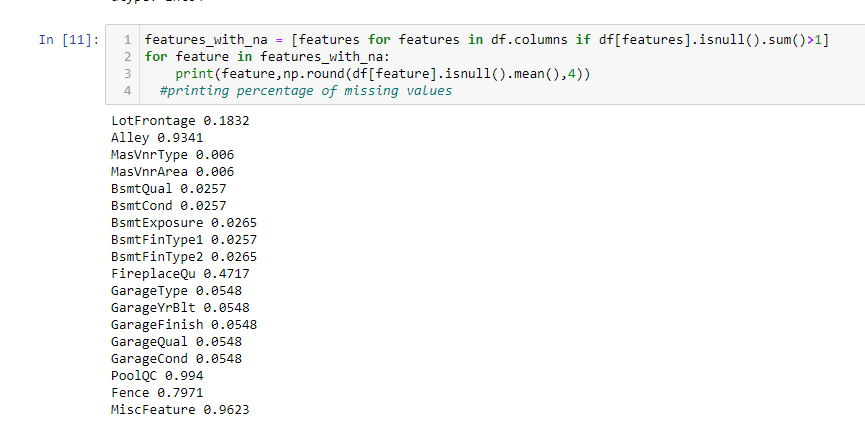 In [11]:
1 features_with_na = [features for features in df.columns if df[features].isnull().sum()>1]
2 for feature in features_with_na:
3     print(feature,np.round(df[feature].isnull().mean(),4))
4   #printing percentage of missing values
LotFrontage 0.1832
Alley 0.9341
MasVnrType 0.006
MasVnrArea 0.006
BsmtQual 0.0257
BsmtCond 0.0257
BsmtExposure 0.0265
BsmtFinType1 0.0257
BsmtFinType2 0.0265
FireplaceQu 0.4717
GarageType 0.0548
GarageYrBlt 0.0548
GarageFinish 0.0548
GarageQual 0.0548
GarageCond 0.0548
PoolQC 0.994
Fence 0.7971
MiscFeature 0.9623